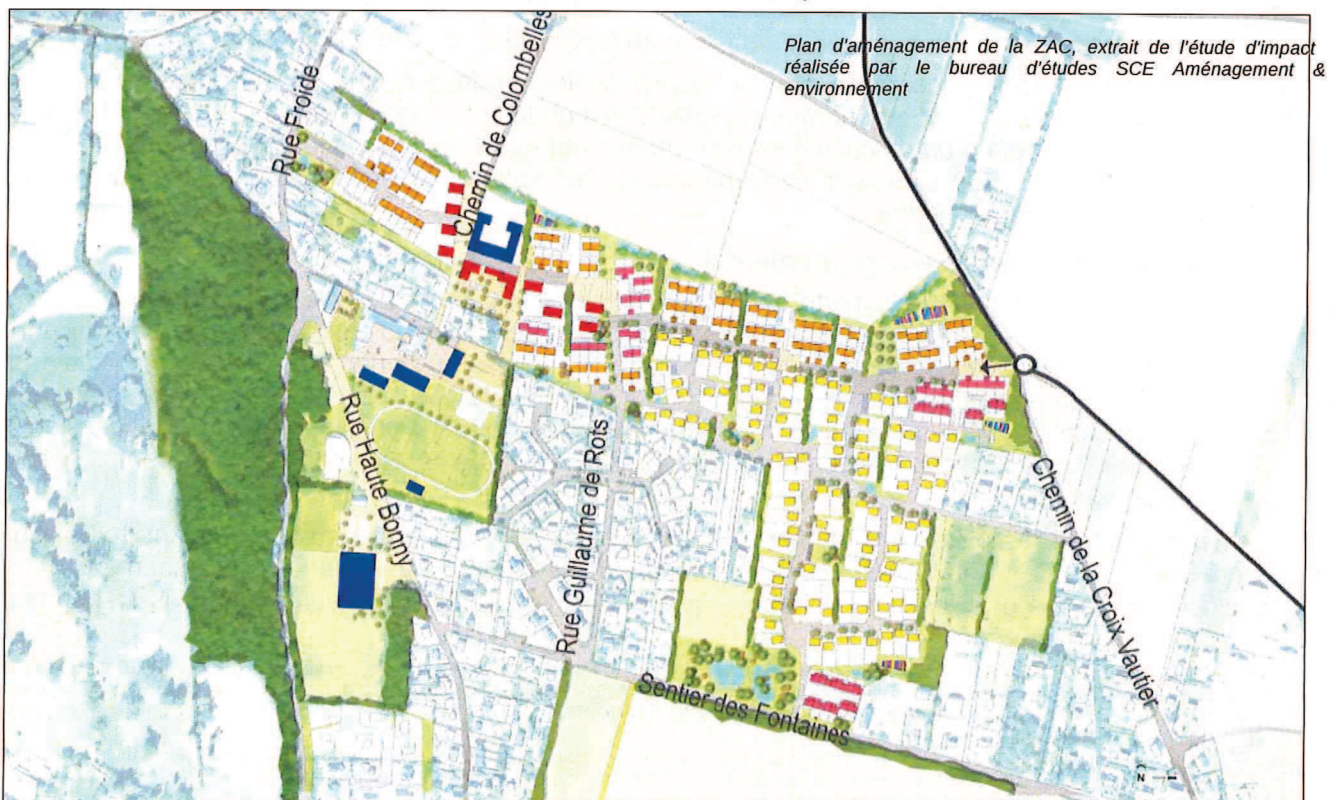 Plan d'aménagement de la ZAC, extrait de l'étude d'impact
réalisée par le bureau d'études SCE Aménagement &
environnement
Rue Froide
Chemin de Colombelles
Rue Haute Bonny
Rue Guillaume de Rots
Sentier des Fontaines
Chemin de la Croix Vautier
N